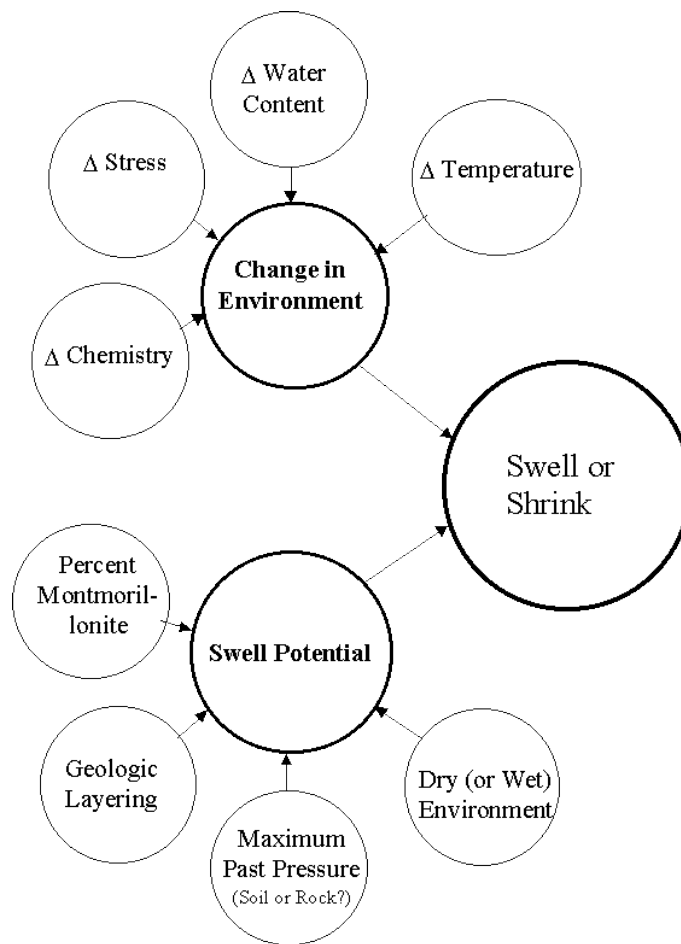 Δ Water
Content
Δ Stress
Δ Temperature
Change in
Environment
Δ Chemistry
Swell or
Shrink
Percent
Montmoril-
lonite
Swell Potential
Geologic
Layering
Dry (or Wet)
Environment
Maximum
Past Pressure
(Soil or Rock?)